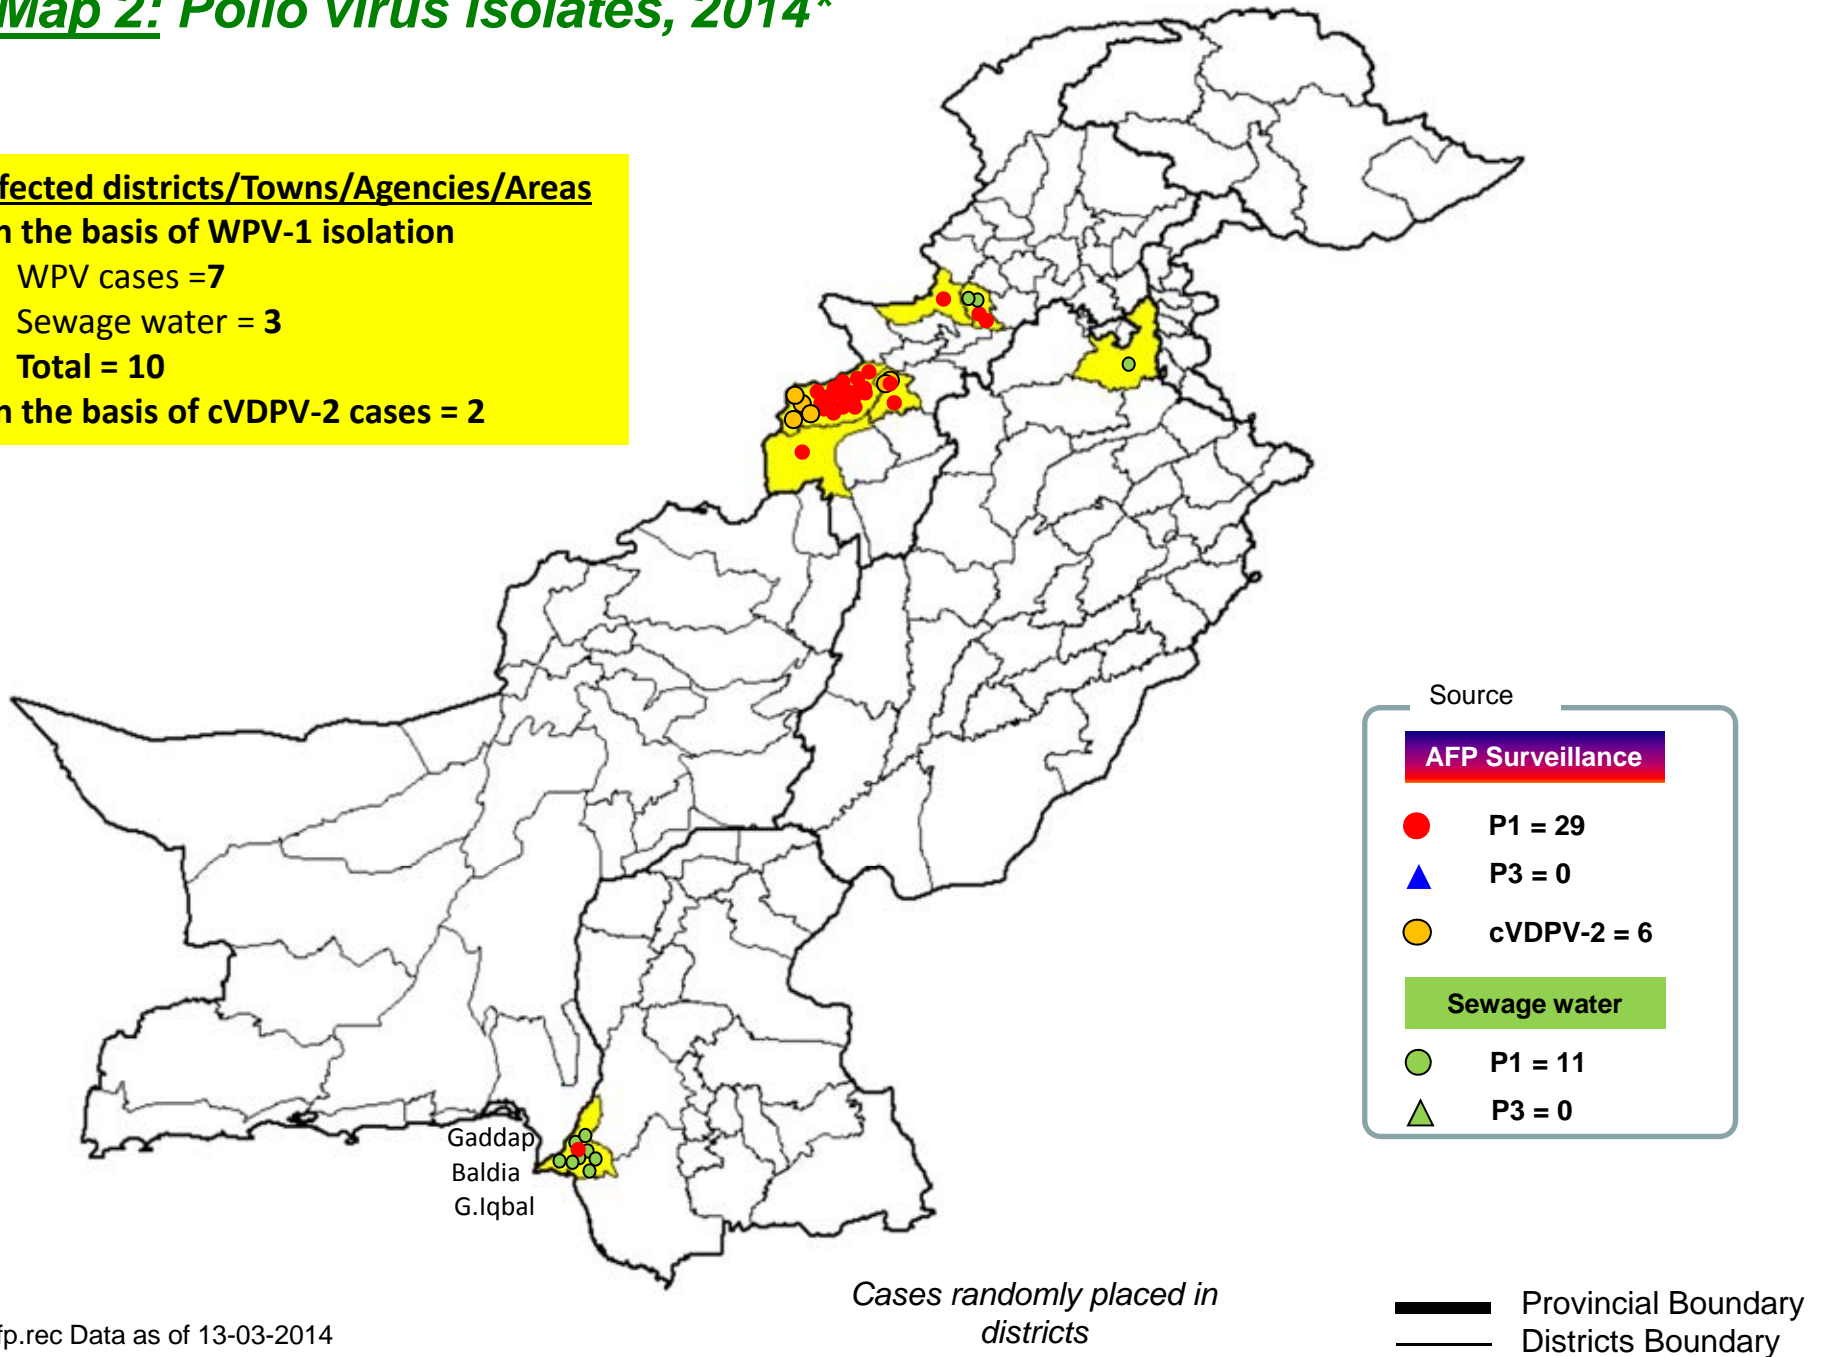 Map 2: Polio virus Isolates, 2014*
fected districts/Towns/Agencies/Areas
n the basis of WPV-1 isolation
WPV cases =7
Sewage water = 3
Total = 10
n the basis of cVDPV-2 cases = 2
Source
AFP Surveillance
P1 = 29
P3 = 0
cVDPV-2 = 6
Sewage water
P1 = 11
P3 = 0
Gaddap
Baldia
G.Iqbal
Cases randomly placed in
districts
Provincial Boundary
Districts Boundary
fp.rec Data as of 13-03-2014